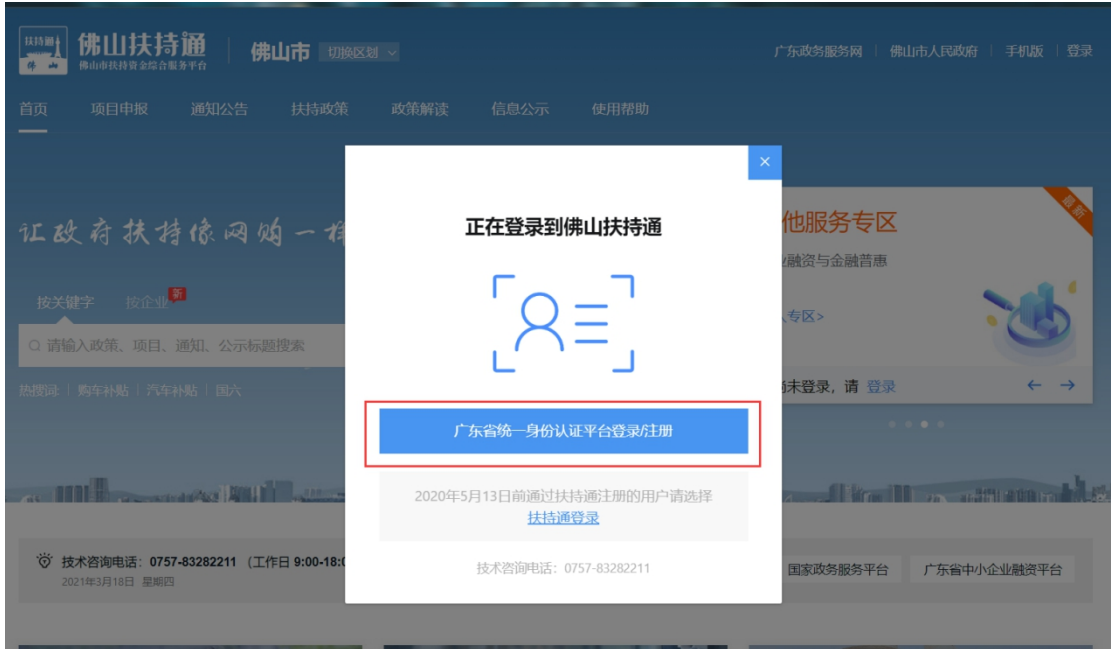 扶持通
佛山
佛山扶持通
佛山市扶持资金综合服务平台
佛山市
切换区划
广东政务服务网
佛山市人民政府
手机版
登录
首页
项目申报
通知公告
扶持政策
政策解读
信息公示
使用帮助
让政府扶持像网购一样
按关键字
按企业
新
请输入政策、项目、通知、公示标题搜索
热搜词
购车补贴
汽车补贴
国六
正在登录到佛山扶持通
广东省统一身份认证平台登录/注册
2020年5月13日前通过扶持通注册的用户请选择
扶持通登录
技术咨询电话：0757-83282211
最新
他服务专区
融资与金融普惠
专区>
尚未登录，请 登录
技术咨询电话：0757-83282211 （工作日 9:00-18:0
2021年3月18日 星期四
国家政务服务平台
广东省中小企业融资平台